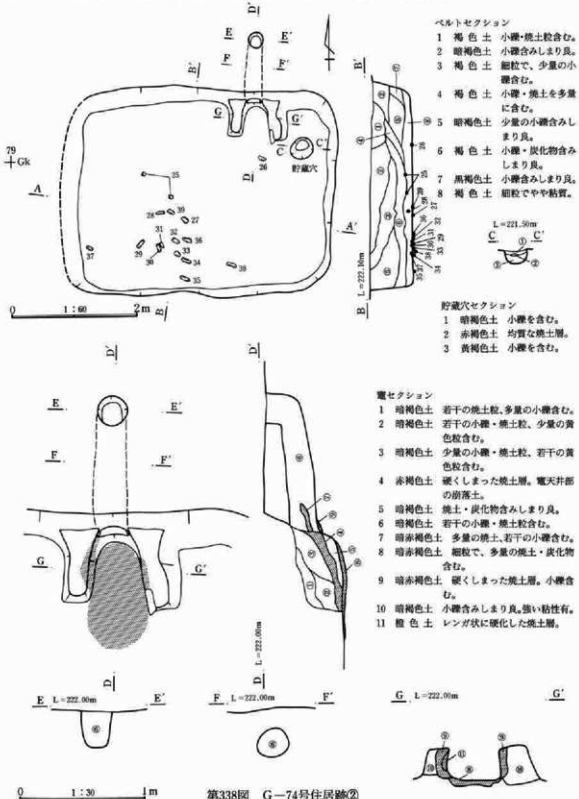 D'
E E'
F F'
B' B'
G G'
C C'
貯蔵穴
D
26
79
Gk
A
A'
25
28 39
27
31 32 36
33
37 29 30 34
38
35
B B
L=222.10m
0 1:60 2m
ベルトセクション
1 褐色土 小礫・焼土粒含む。
2 暗褐色土 小礫含みしまり良。
3 褐色土 細粒で、少量の小
礫含む。
4 褐色土 小礫・焼土を多量
に含む。
5 暗褐色土 少量の小礫含みし
まり良。
6 褐色土 小礫・炭化物含み
しまり良。
7 黒褐色土 小礫含みしまり良。
8 褐色土 細粒でやや粘質。
L=221.50m
C C'
① ③ ②
貯蔵穴セクション
1 暗褐色土 小礫を含む。
2 赤褐色土 均質な焼土層。
3 黄褐色土 小礫を含む。
D' D'
E E'
F F'
G G'
D D
L=222.00m
竈セクション
1 暗褐色土 若干の焼土粒、多量の小礫含む。
2 暗褐色土 若干の小礫・焼土粒、少量の黄
色粒含む。
3 暗褐色土 少量の小礫・焼土粒、若干の黄
色粒含む。
4 赤褐色土 硬くしまった焼土層。竈天井部
の崩落土。
5 暗褐色土 焼土・炭化物含みしまり良。
6 暗褐色土 若干の小礫・焼土粒含む。
7 暗赤褐色土 多量の焼土、若干の小礫含む。
8 暗赤褐色土 細粒で、多量の焼土・炭化物
含む。
9 暗赤褐色土 硬くしまった焼土層。小礫含
む。
10 暗褐色土 小礫含みしまり良。強い粘性有。
11 橙色土 レンガ状に硬化した焼土層。
E L=222.00m E'
⑥
F L=222.00m F'
⑥
G L=222.00m G'
⑨ ⑪ ⑩ ⑧ ⑨ ⑩
0 1:30 1m
第338図 G−74号住居跡②